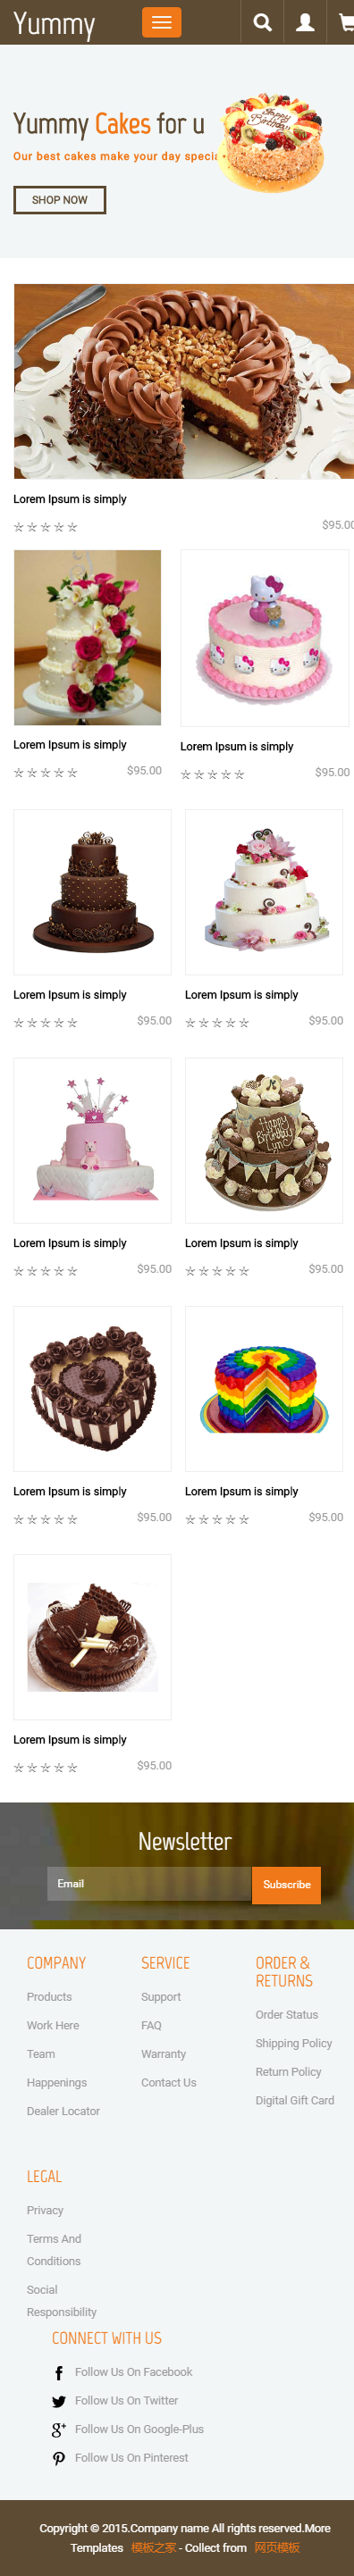 Yummy
Yummy Cakes for u
Our best cakes make your day specia
SHOP NOW
Lorem Ipsum is simply
$95.00
Lorem Ipsum is simply
$95.00
Lorem Ipsum is simply
$95.00
Lorem Ipsum is simply
$95.00
Lorem Ipsum is simply
$95.00
Lorem Ipsum is simply
$95.00
Happy Birthday Lynn
Lorem Ipsum is simply
$95.00
Lorem Ipsum is simply
$95.00
Lorem Ipsum is simply
$95.00
Lorem Ipsum is simply
$95.00
Newsletter
Email
Subscribe
COMPANY
Products
Work Here
Team
Happenings
Dealer Locator
SERVICE
Support
FAQ
Warranty
Contact Us
ORDER &
RETURNS
Order Status
Shipping Policy
Return Policy
Digital Gift Card
LEGAL
Privacy
Terms And
Conditions
Social
Responsibility
CONNECT WITH US
Follow Us On Facebook
Follow Us On Twitter
Follow Us On Google-Plus
Follow Us On Pinterest
Copyright © 2015.Company name All rights reserved.More
Templates 模板之家 - Collect from 网页模板